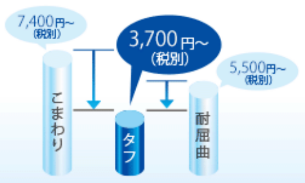 7,400円～
（税別）
3,700円～
（税別）
5,500円～
（税別）
こまわり
タフ
耐屈曲